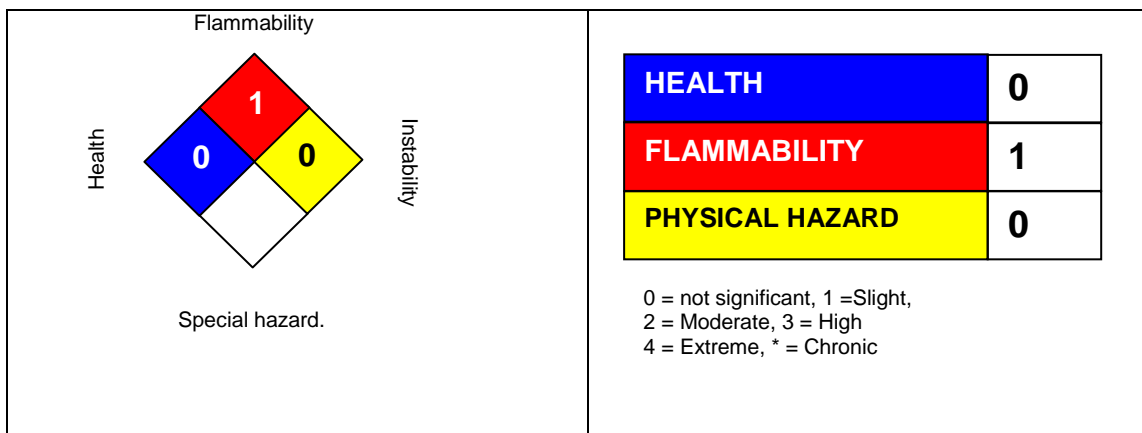 Flammability
1
Health
0
0
Instability
Special hazard.
HEALTH 0
FLAMMABILITY 1
PHYSICAL HAZARD 0
0 = not significant, 1 =Slight,
2 = Moderate, 3 = High
4 = Extreme, * = Chronic